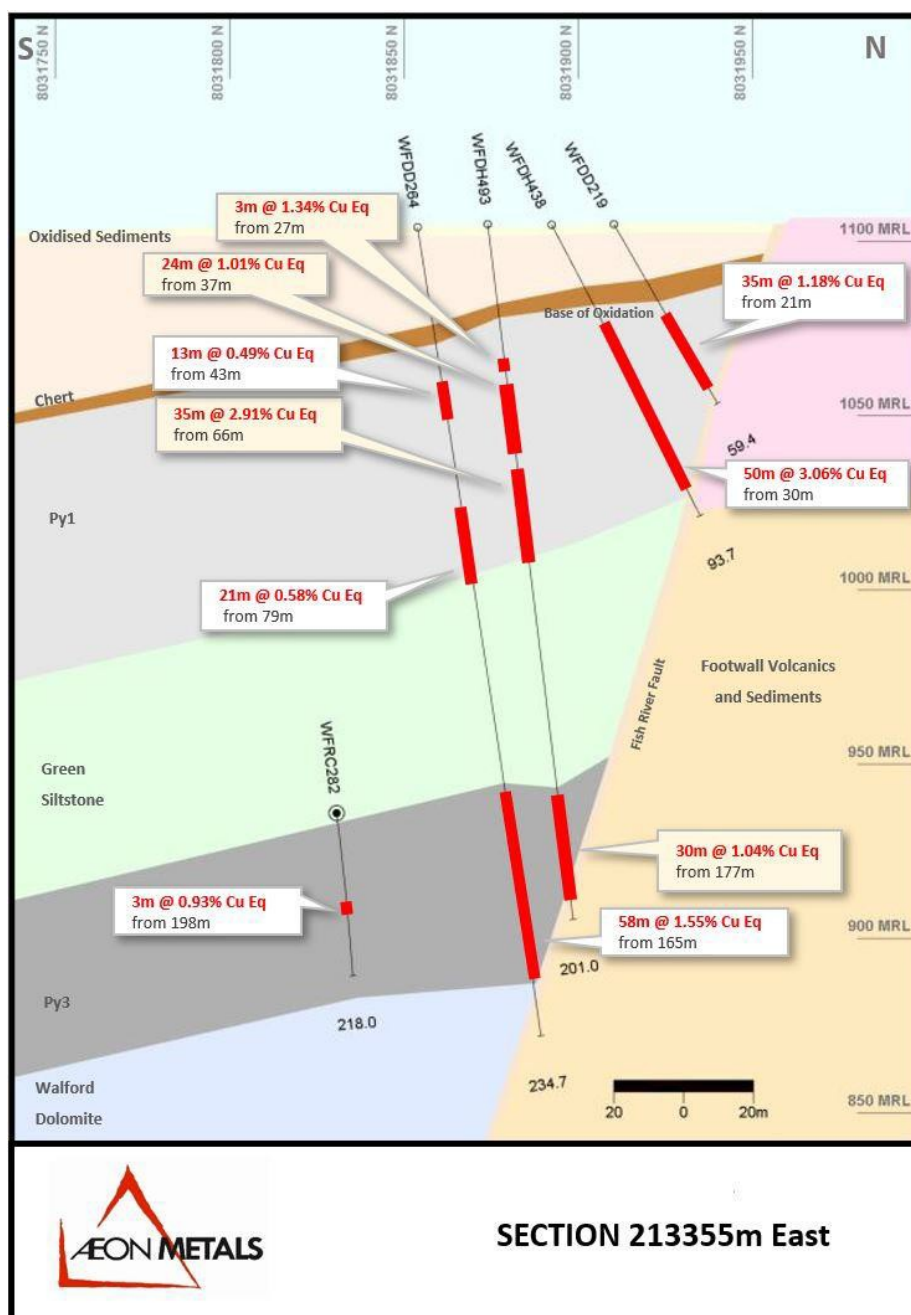 S
8031750 N
8031800 N
8031850 N
8031900 N
8031950 N
N
WFDD264
WFDH493
WFDH438
WFDD219
3m @ 1.34% Cu Eq
from 27m
Oxidised Sediments
1100 MRL
24m @ 1.01% Cu Eq
from 37m
35m @ 1.18% Cu Eq
from 21m
Base of Oxidation
13m @ 0.49% Cu Eq
from 43m
Chert
1050 MRL
35m @ 2.91% Cu Eq
from 66m
59.4
50m @ 3.06% Cu Eq
from 30m
Py1
93.7
1000 MRL
21m @ 0.58% Cu Eq
from 79m
Footwall Volcanics
and Sediments
Fish River Fault
WFRC282
950 MRL
Green
Siltstone
30m @ 1.04% Cu Eq
from 177m
3m @ 0.93% Cu Eq
from 198m
58m @ 1.55% Cu Eq
from 165m
900 MRL
201.0
Py3
218.0
234.7
Walford
Dolomite
20 0 20m
850 MRL
ÆON METALS
SECTION 213355m East